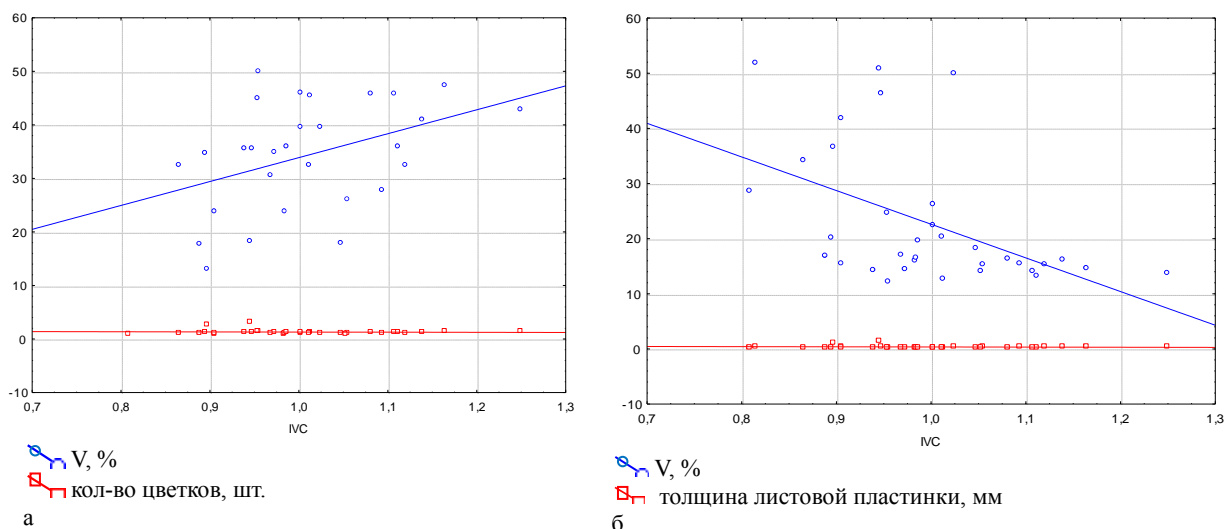 60
50
40
30
20
10
0
-10
0,7 0,8 0,9 1,0 1,1 1,2 1,3
IVC
V, %
кол-во цветков, шт.
а
60
50
40
30
20
10
0
-10
0,7 0,8 0,9 1,0 1,1 1,2 1,3
IVC
V, %
толщина листовой пластинки, мм
б